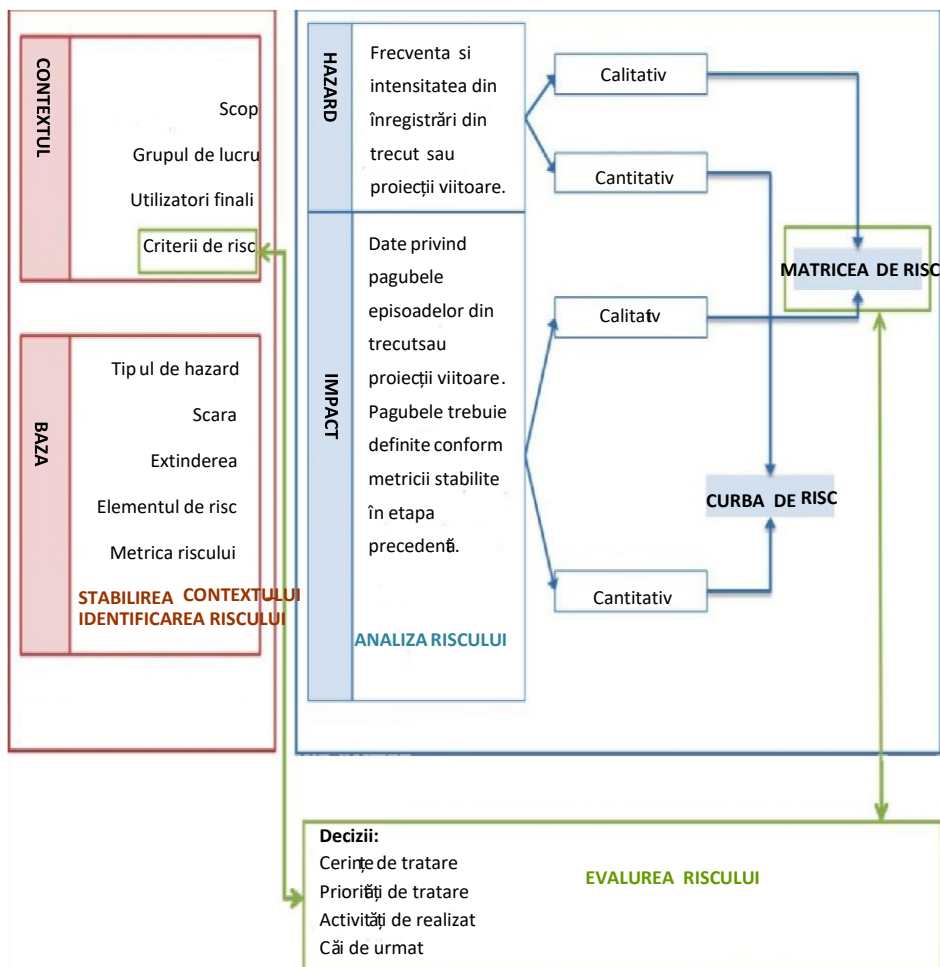 CONTEXTUL
Scop
Grupul de lucru
Utilizatori finali
Criterii de risc
BAZA
Tipul de hazard
Scara
Extinderea
Elementul de risc
Metrica riscului
STABILIREA CONTEXTULUI
IDENTIFICAREA RISCULUI
HAZARD
Frecventa si
intensitatea din
înregistrări din
trecut sau
proiecții viitoare.
IMPACT
Date privind
pagubele
episoadelor din
trecutsau
proiecții viitoare.
Pagubele trebuie
definite conform
metricii stabilite
în etapa
precedentă.
ANALIZA RISCULUI
Calitativ
Cantitativ
Calitativ
Cantitativ
MATRICEA DE RISC
CURBA DE RISC
Decizii:
Cerințe de tratare
Priorități de tratare
Activități de realizat
Căi de urmat
EVALUREA RISCULUI